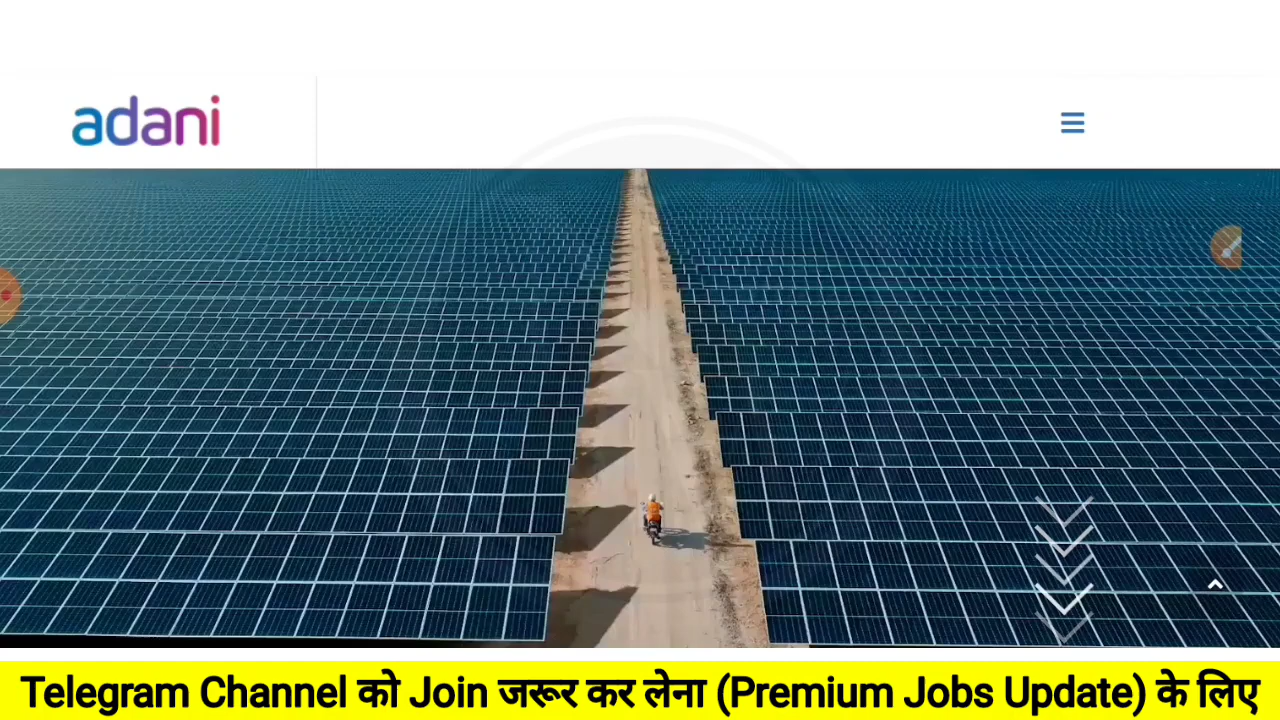 adani
Telegram Channel को Join जरूर कर लेना (Premium Jobs Update) के लिए